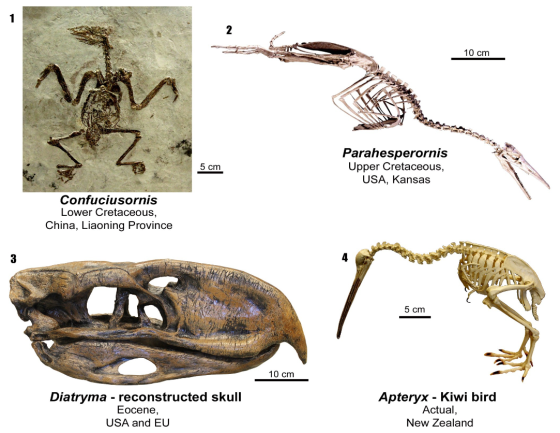 1
5 cm
Confuciusornis
Lower Cretaceous,
China, Liaoning Province
2
10 cm
Parahesperornis
Upper Cretaceous,
USA, Kansas
3
10 cm
Diatryma - reconstructed skull
Eocene,
USA and EU
4
5 cm
Apteryx - Kiwi bird
Actual,
New Zealand